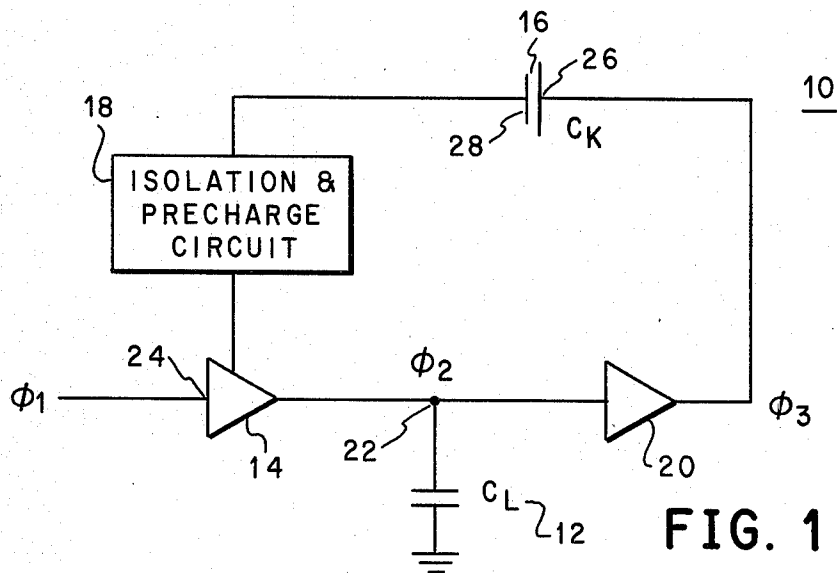 16
26
10
18
28
C_K
ISOLATION &
PRECHARGE
CIRCUIT
24
ϕ2
ϕ1
ϕ3
14
22
20
C_L
12
FIG. 1